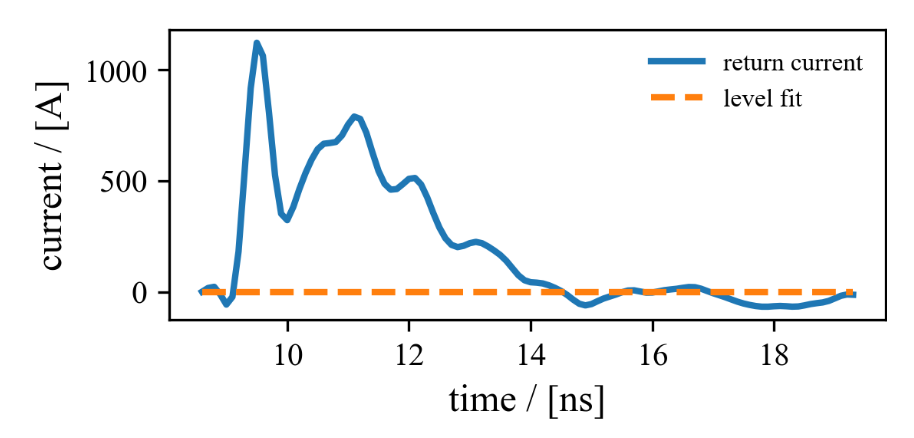 1000
500
0
current / [A]
return current
level fit
10 12 14 16 18
time / [ns]